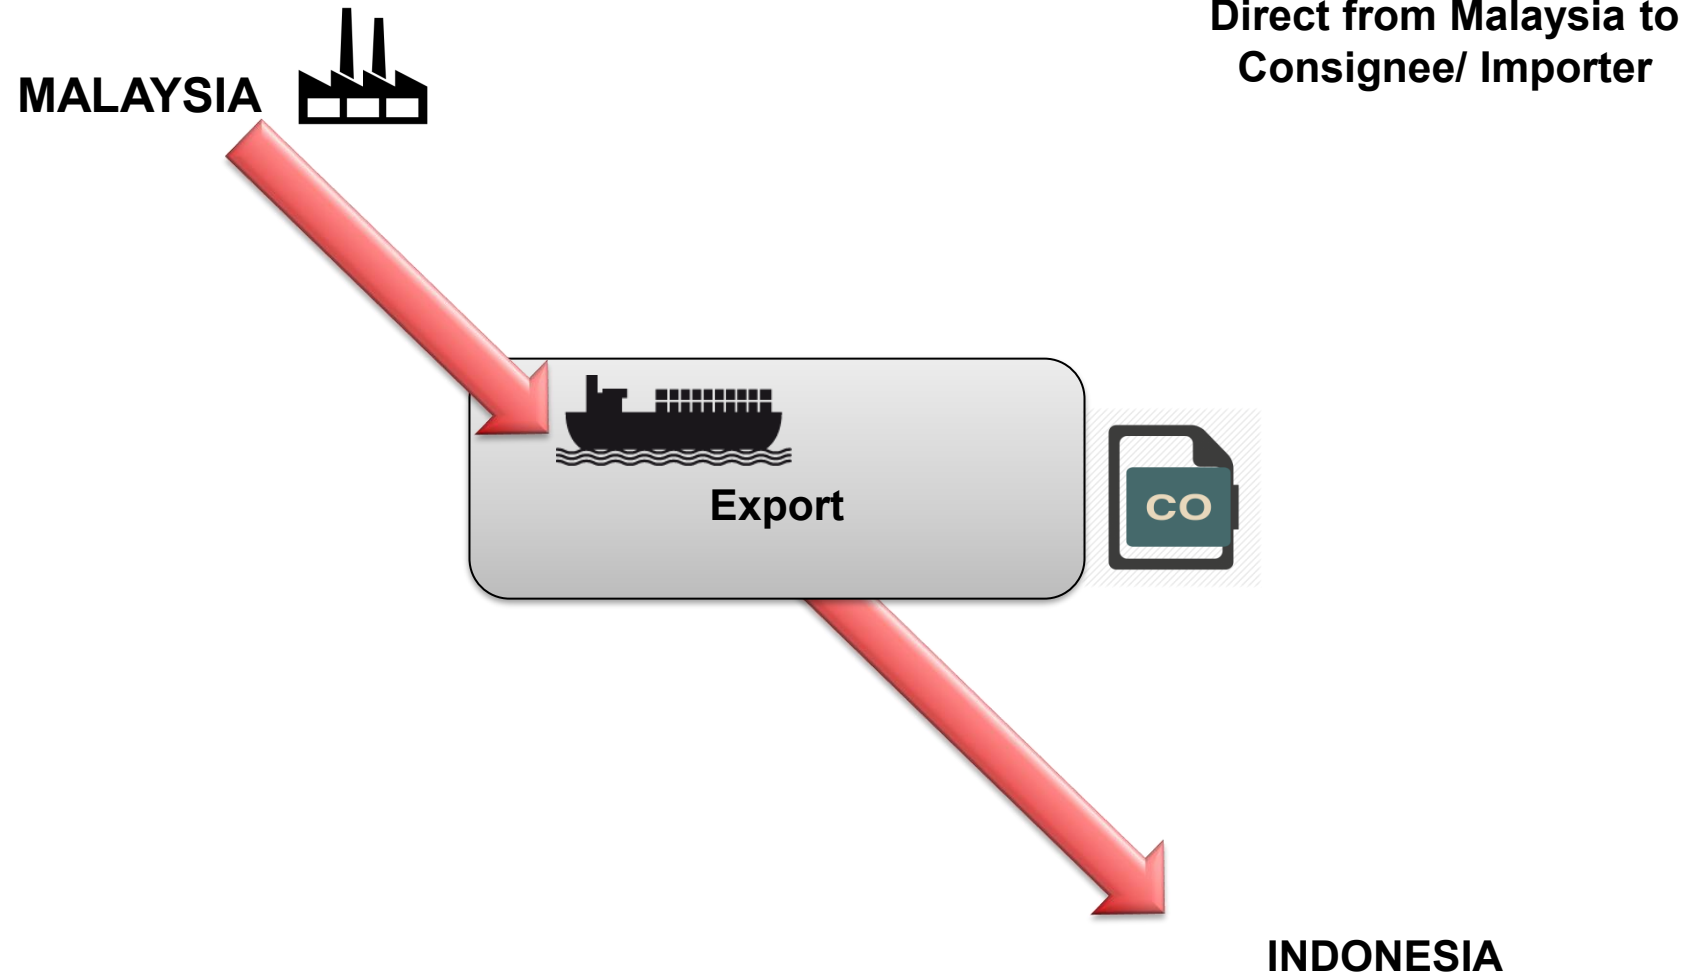 Direct from Malaysia to
Consignee/ Importer
MALAYSIA
Export
CO
INDONESIA